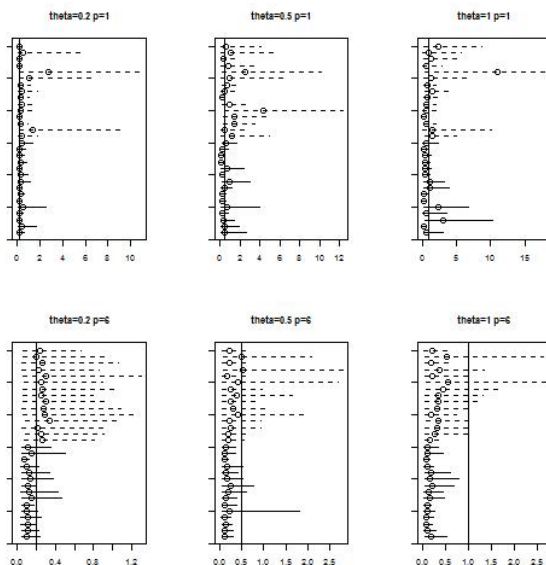 theta=0.2 p=1
theta=0.5 p=1
theta=1 p=1
0 2 4 6 8 10
0 2 4 6 8 10 12
0 5 10 15
theta=0.2 p=6
theta=0.5 p=6
theta=1 p=6
0.0 0.4 0.8 1.2
0.0 0.5 1.0 1.5 2.0 2.5
0.0 0.5 1.0 1.5 2.0 2.5